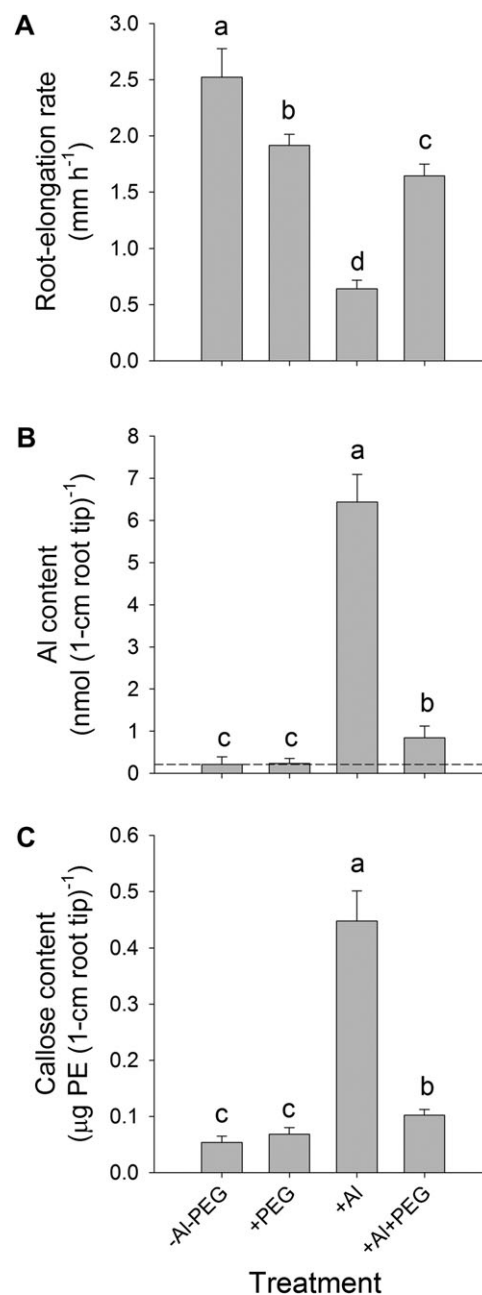 A
Root-elongation rate
(mm h-1)
3.0
2.5
2.0
1.5
1.0
0.5
0.0
a
b
d
c
B
Al content
(nmol (1-cm root tip)-1
8
7
6
5
4
3
2
1
0
c
c
a
b
C
Callose content
(µg PE (1-cm root tip)-1
0.6
0.5
0.4
0.3
0.2
0.1
0.0
c
c
a
b
-Al-PEG
+PEG
+Al
+Al+PEG
Treatment